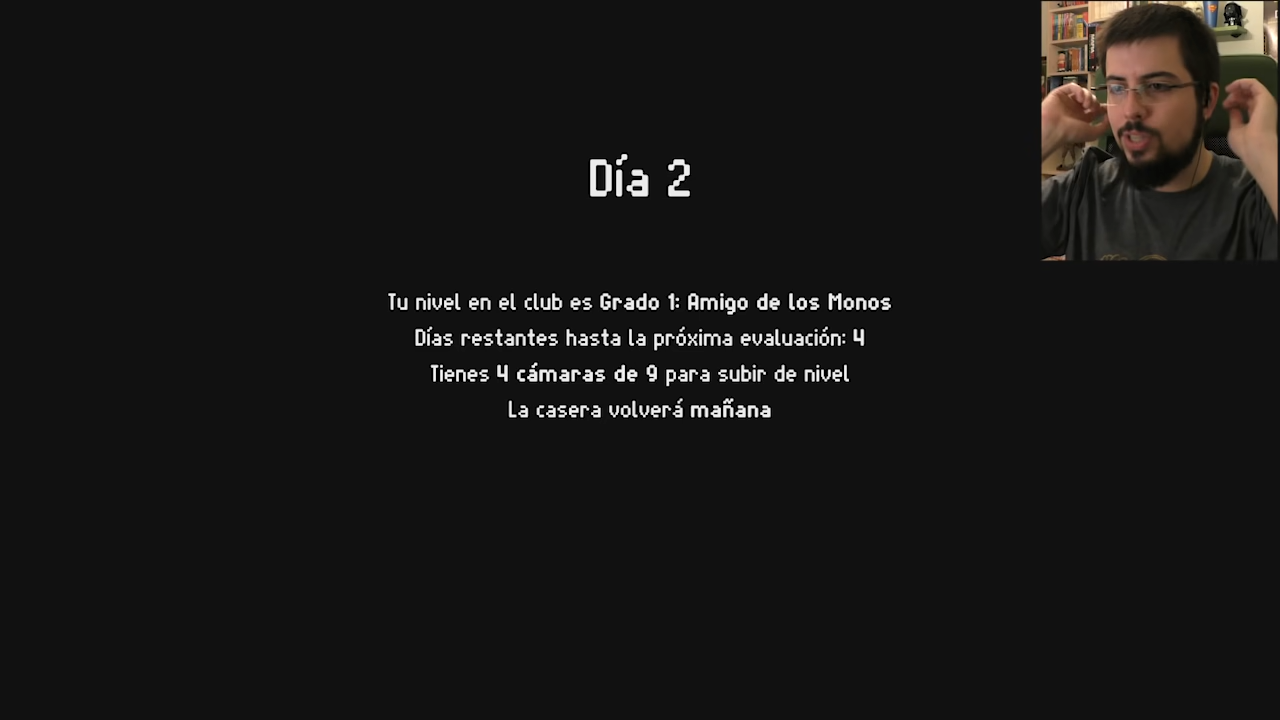 Día 2
Tu nivel en el club es Grado 1: Amigo de los Monos
Días restantes hasta la próxima evaluación: 4
Tienes 4 cámaras de 9 para subir de nivel
La casera volverá mañana